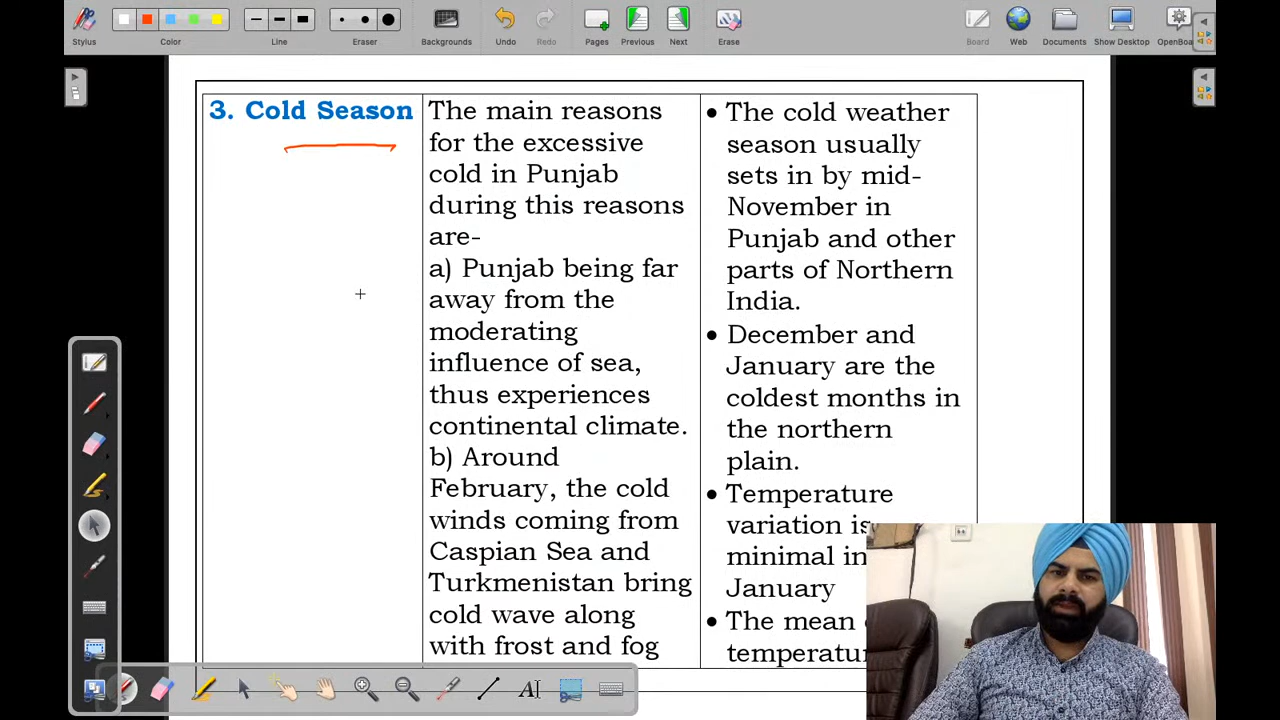 Stylus
Color
Line
Eraser
Backgrounds
Undo
Redo
Pages
Previous
Next
Erase
Board
Web
Documents
Show Desktop
3. Cold Season
The main reasons
for the excessive
cold in Punjab
during this reasons
are-
a) Punjab being far
away from the
moderating
influence of sea,
thus experiences
continental climate.
b) Around
February, the cold
winds coming from
Caspian Sea and
Turkmenistan bring
cold wave along
with frost and fog
• The cold weather
season usually
sets in by mid-
November in
Punjab and other
parts of Northern
India.
• December and
January are the
coldest months in
the northern
plain.
• Temperature
variation is
minimal in
January
• The mean